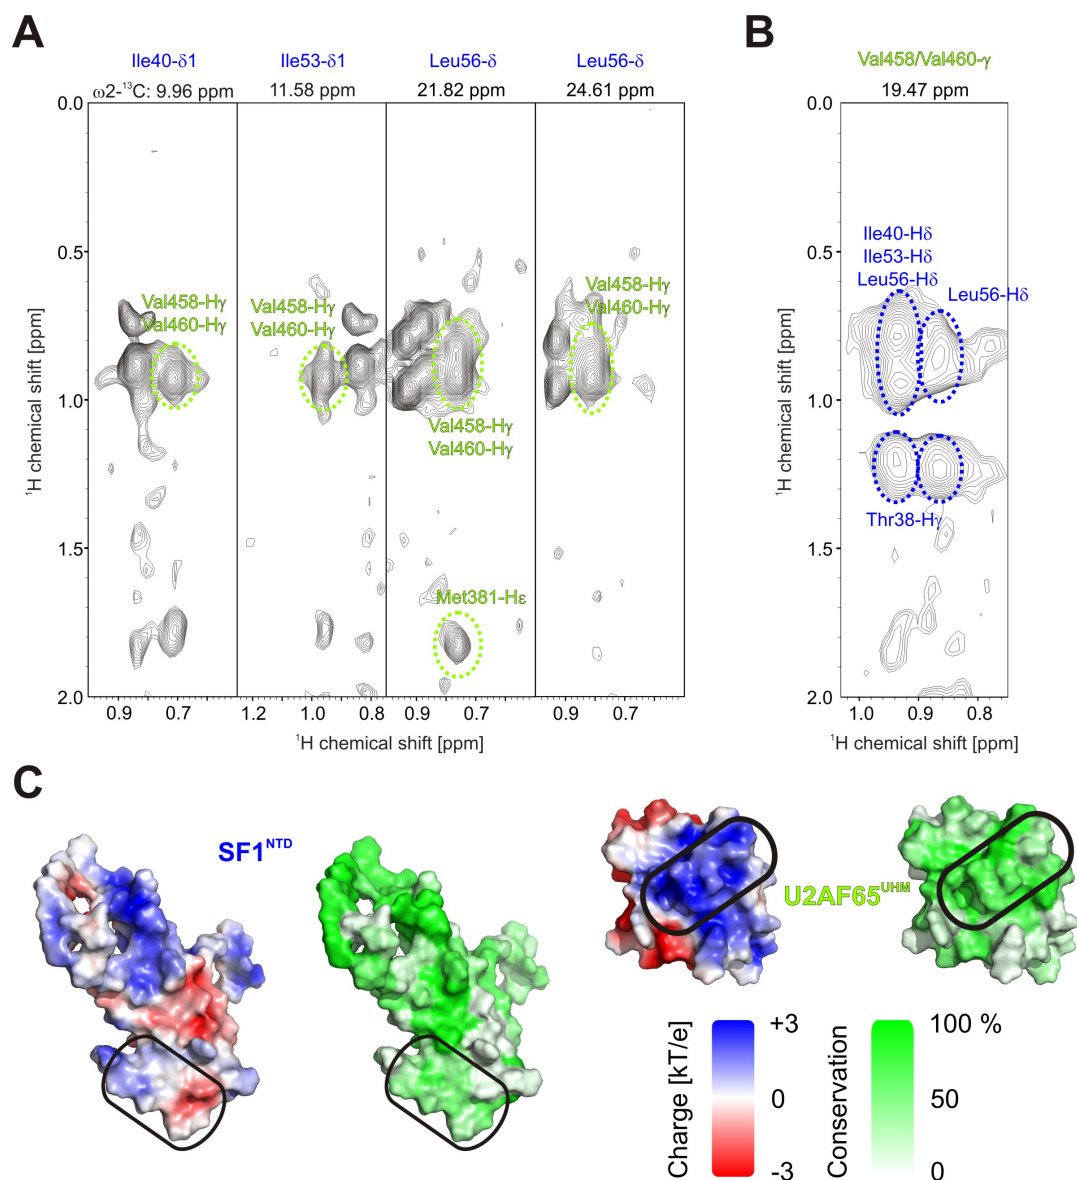 A
Ile40-δ1
Ile53-δ1
Leu56-δ
Leu56-δ
ω2-¹³C: 9.96 ppm
11.58 ppm
21.82 ppm
24.61 ppm
0.0
0.5
1.0
1.5
2.0
¹H chemical shift [ppm]
Val458-Hγ
Val460-Hγ
Val458-Hγ
Val460-Hγ
Val458-Hγ
Val460-Hγ
Val458-Hγ
Val460-Hγ
Met381-Hε
0.9 0.7
1.2 1.0 0.8
0.9 0.7
0.9 0.7
¹H chemical shift [ppm]
B
Val458/Val460-γ
19.47 ppm
0.0
0.5
1.0
1.5
2.0
¹H chemical shift [ppm]
Ile40-Hδ
Ile53-Hδ
Leu56-Hδ
Leu56-Hδ
Thr38-Hγ
1.0 0.9 0.8
¹H chemical shift [ppm]
C
SF1ᴺᵀᴰ
U2AF65ᵁᴴᴹ
Charge [kT/e]
+3
0
-3
Conservation
100 %
50
0